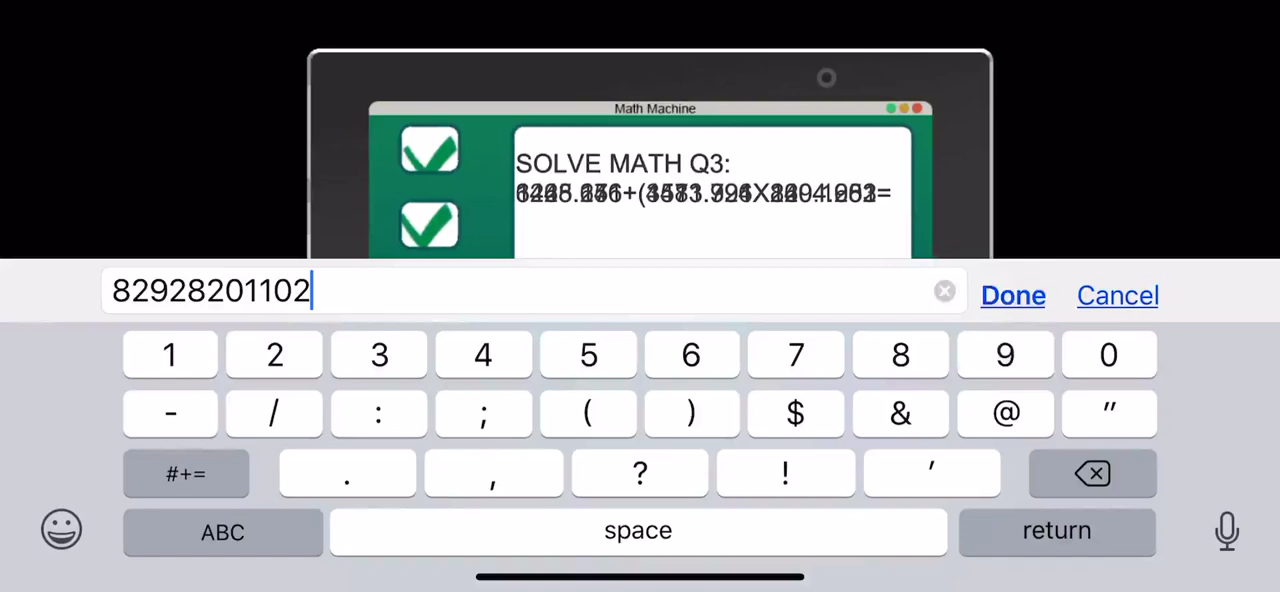 Math Machine
SOLVE MATH Q3:
82928201102
Done
Cancel
1 2 3 4 5 6 7 8 9 0
- / : ; ( ) $ & @ "
#+= . , ? ! '
ABC space return